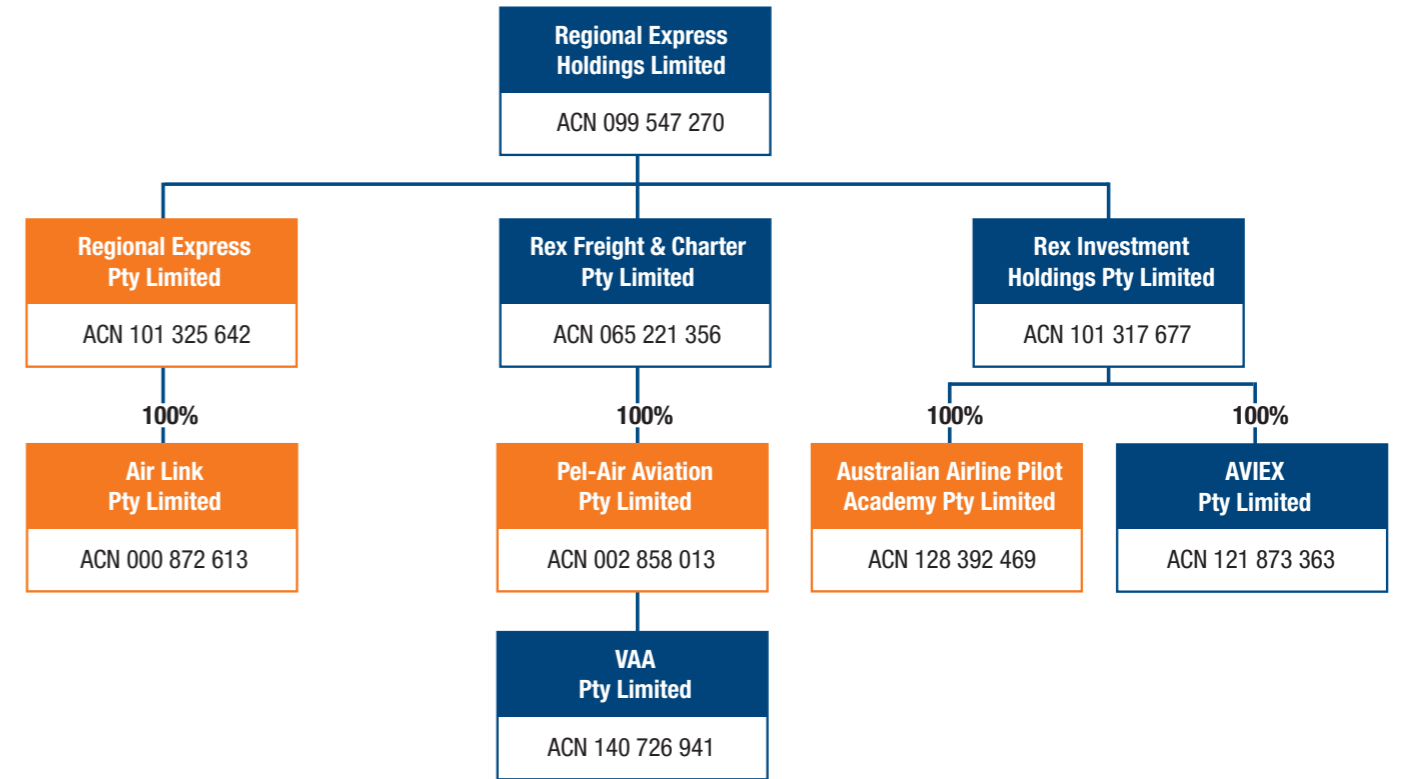 Regional Express
Holdings Limited
ACN 099 547 270
Regional Express
Pty Limited
ACN 101 325 642
Rex Freight & Charter
Pty Limited
ACN 065 221 356
Rex Investment
Holdings Pty Limited
ACN 101 317 677
100%
100%
100%
100%
Air Link
Pty Limited
ACN 000 872 613
Pel-Air Aviation
Pty Limited
ACN 002 858 013
Australian Airline Pilot
Academy Pty Limited
ACN 128 392 469
AVIEX
Pty Limited
ACN 121 873 363
VAA
Pty Limited
ACN 140 726 941